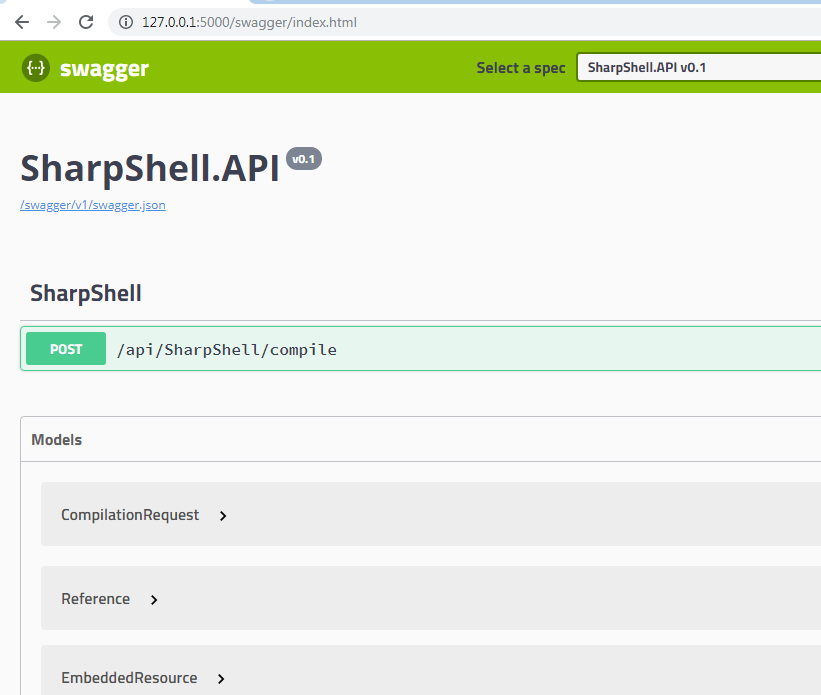 127.0.0.1:5000/swagger/index.html
{··} swagger
Select a spec
SharpShell.API v0.1
SharpShell.API v0.1
/swagger/v1/swagger.json
SharpShell
POST /api/SharpShell/compile
Models
CompilationRequest
Reference
EmbeddedResource